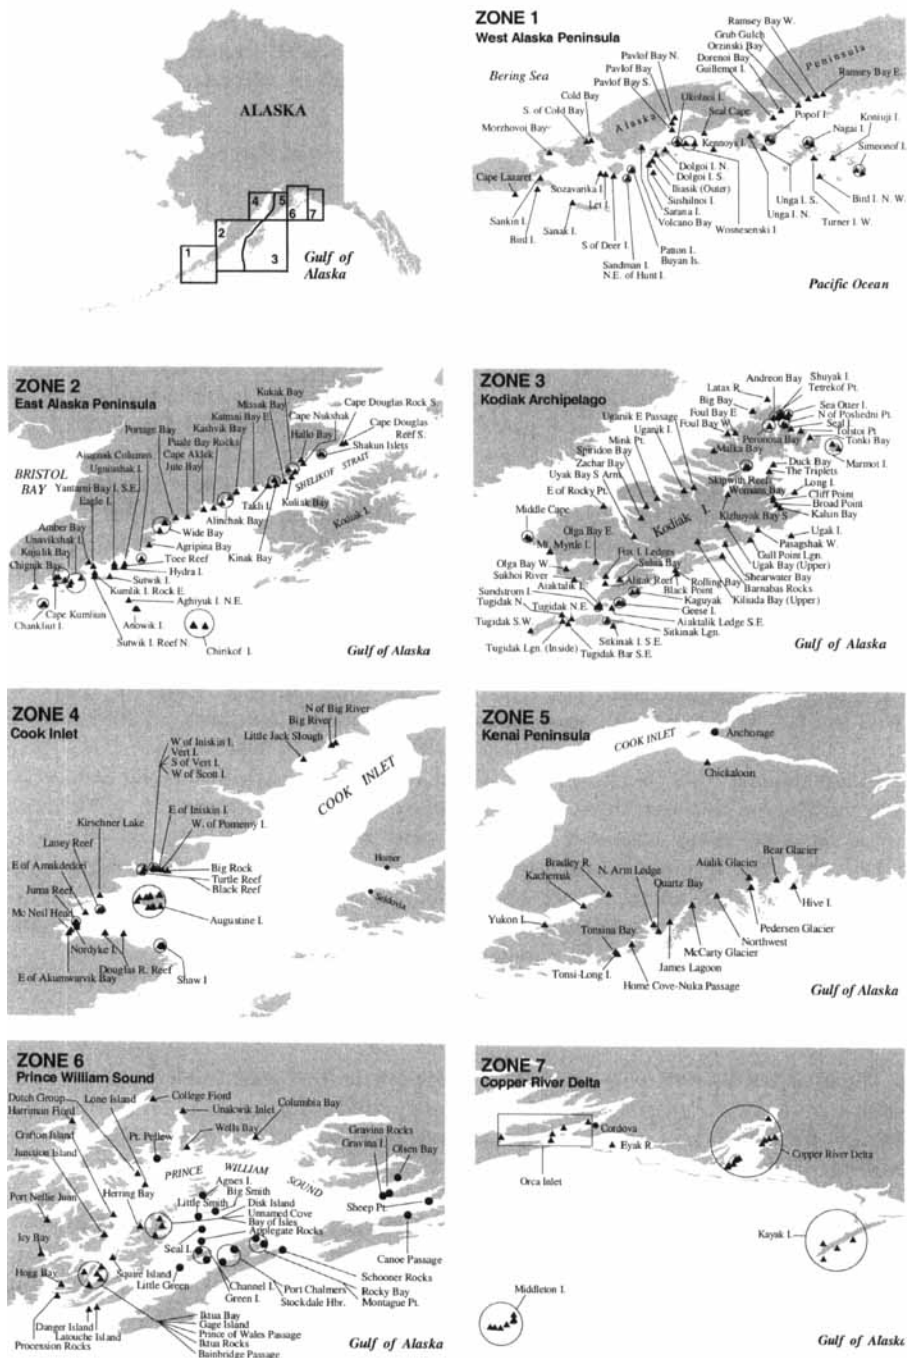 ALASKA
4
5
6
7
2
1
3
Gulf of
Alaska
ZONE 1
West Alaska Peninsula
Bering Sea
Ramsey Bay W.
Grub Gulch
Orzinski Bay
Dorenoi Bay
Guillemot I.
Peninsula
Ramsey Bay E.
Pavlof Bay N.
Pavlof Bay
Pavlof Bay S.
Cold Bay
S. of Cold Bay
Morzhovoi Bay
Alaska
Seal Cape
Popof I.
Nagai I.
Koniuji I.
Simeonof I.
Kennoys I.
Cape Lazaret
Sozavarika I.
Dolgoi I. N.
Dolgoi I. S.
Iliasik (Outer)
Sushilnoi I.
Sarana I.
Volcano Bay
Sankin I.
Bird I.
Sanak I.
S of Deer I.
Patton I.
Buyan Is.
Sandman I.
N.E. of Hunt I.
Wosnesenski I.
Unga I. N.
Unga I. S.
Turner I. W.
Bird I. N. W.
Pacific Ocean
ZONE 2
East Alaska Peninsula
BRISTOL
BAY
Kukak Bay
Missak Bay
Katmai Bay E.
Kashvik Bay
Puale Bay Rocks
Portage Bay
Cape Aklek
Jute Bay
Aiugnak Columns
Ugaiushak I.
Yantarni Bay I. S.E.
Eagle I.
Amber Bay
Unavikshak I.
Kujulik Bay
Chignik Bay
Cape Douglas Rock S.
Cape Nukshak
Cape Douglas
Reef S.
Hallo Bay
Shakun Islets
SHELIKOF STRAIT
Takli I.
Kuliak Bay
Kodiak I.
Alinchak Bay
Wide Bay
Kinak Bay
Agripina Bay
Toee Reef
Hydra I.
Sutwik I.
Kumlik I. Rock E.
Aghiyuk I. N.E.
Cape Kumliun
Chankliut I.
Anowik I.
Sutwik I. Reef N.
Chirikof I.
Gulf of Alaska
ZONE 3
Kodiak Archipelago
Andreon Bay
Shuyak I.
Tetrekof Pt.
Latax R.
Big Bay
Foul Bay E.
Foul Bay W.
Sea Otter I.
N of Posliedni Pt.
Seal I.
Tolstoi Pt
Tonki Bay
Marmot I.
Uganik E Passage
Uganik I.
Mink Pt.
Spiridon Bay
Zachar Bay
Uyak Bay S Arm
E of Rocky Pt.
Perenosa Bay
Malka Bay
Duck Bay
The Triplets
Skipwith Reef
Womans Bay
Long I.
Cliff Point
Broad Point
Kalsin Bay
Middle Cape
Kodiak I.
Kizhuyak Bay S
Ugak I.
Olga Bay E.
Mt. Myrtle I.
Pasagshak W.
Gull Point Lgn.
Ugak Bay (Upper)
Fox I. Ledges
Olga Bay W.
Sukhoi River
Sundstrom I.
Aiaktalik I.
Alitak Reef
Black Point
Rolling Bay
Shearwater Bay
Barnabas Rocks
Kiliuda Bay (Upper)
Kaguyak
Geese I.
Tugidak N.
Tugidak N.E.
Tugidak S.W.
Aiaktalik Ledge S.E.
Sitkinak Lgn.
Tugidak Lgn. (Inside)
Sitkinak I. S.E.
Tugidak Bar S.E.
Gulf of Alaska
ZONE 4
Cook Inlet
N of Big River
Big River
Little Jack Slough
W of Iniskin I.
Vert I.
S of Vert I.
W of Scott I.
COOK INLET
E of Iniskin I.
W. of Pomeroy I.
Kirschner Lake
Laney Reef
E of Amakdedori
Juma Reef
Mc Neil Head
Big Rock
Turtle Reef
Black Reef
Homer
Seldovia
Augustine I.
Nordyke I.
Douglas R. Reef
E of Akumwarvik Bay
Shaw I
ZONE 5
Kenai Peninsula
COOK INLET
Anchorage
Chickaloon
Bear Glacier
Aialik Glacier
Bradley R.
Kachemak
N. Arm Ledge
Quartz Bay
Hive I.
Yukon I.
Tonsina Bay
Pedersen Glacier
Northwest
McCarty Glacier
Tonsi-Long I.
James Lagoon
Home Cove-Nuka Passage
Gulf of Alaska
ZONE 6
Prince William Sound
Dutch Group
Harriman Fiord
Lone Island
College Fiord
Unakwik Inlet
Columbia Bay
Crafton Island
Wells Bay
Pt. Pellew
Gravina Rocks
Gravina I.
Olsen Bay
Junction Island
PRINCE
WILLIAM
SOUND
Agnes I.
Big Smith
Little Smith
Disk Island
Unnamed Cove
Bay of Isles
Applegate Rocks
Port Nellie Juan
Herring Bay
Sheep Pt.
Icy Bay
Seal I.
Canoe Passage
Hogg Bay
Squire Island
Little Green
Channel I.
Green I.
Port Chalmers
Stockdale Hbr.
Schooner Rocks
Rocky Bay
Montague Pt.
Danger Island
Latouche Island
Procession Rocks
Iktua Bay
Gage Island
Prince of Wales Passage
Iktua Rocks
Bainbridge Passage
Gulf of Alaska
ZONE 7
Copper River Delta
Cordova
Eyak R.
Orca Inlet
Copper River Delta
Kayak I.
Middleton I.
Gulf of Alaska